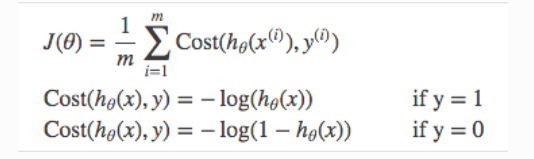 J(θ) = 1/m ∑_{i=1}^{m} Cost(h_θ(x^{(i)}), y^{(i)})
Cost(h_θ(x), y) = − log(h_θ(x)) if y = 1
Cost(h_θ(x), y) = − log(1 − h_θ(x)) if y = 0